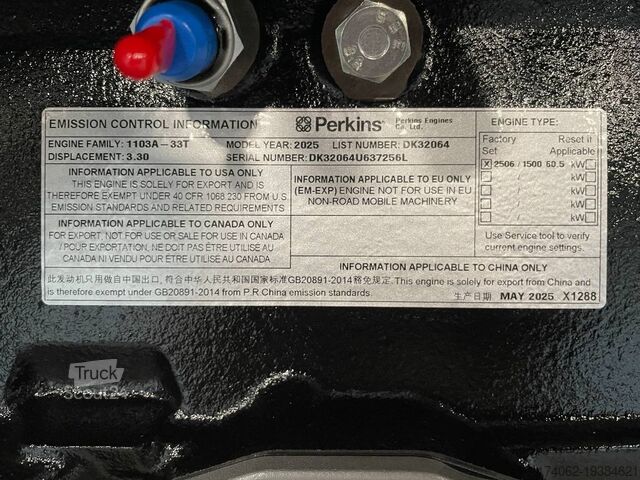 EMISSION CONTROL INFORMATION
Perkins
Perkins Engines
Co. Ltd.
ENGINE FAMILY: 1103A-33T MODEL YEAR: 2025 LIST NUMBER: DK32064
DISPLACEMENT: 3.30 SERIAL NUMBER: DK32064U637256L
INFORMATION APPLICABLE TO USA ONLY
THIS ENGINE IS SOLELY FOR EXPORT AND IS
THEREFORE EXEMPT UNDER 40 CFR 1068.230 FROM U.S.
EMISSION STANDARDS AND RELATED REQUIREMENTS
INFORMATION APPLICABLE TO CANADA ONLY
FOR EXPORT, NOT FOR USE OR SALE FOR USE IN CANADA
/ POUR EXPORTATION, NE DOIT PAS ÊTRE UTILISÉ AU
CANADA NI VENDU POUR ÊTRE UTILISÉ AU CANADA
INFORMATION APPLICABLE TO EU ONLY
(EM-EXP) ENGINE NOT FOR USE IN EU
NON-ROAD MOBILE MACHINERY.
ENGINE TYPE:
Factory Set Reset if Applicable
X 2506 / 1500 60.5 kW
kW
kW
kW
kW
Use Service tool to verify
current engine settings.
INFORMATION APPLICABLE TO CHINA ONLY
此发动机只用做自中国出口, 符合中华人民共和国国家标准GB20891-2014豁免规定. This engine is solely for export from China and
is therefore exempt under GB20891-2014 from P.R.China emission standards.
生产日期 MAY 2025 X1288
Truck
Scout24
174062-19384621